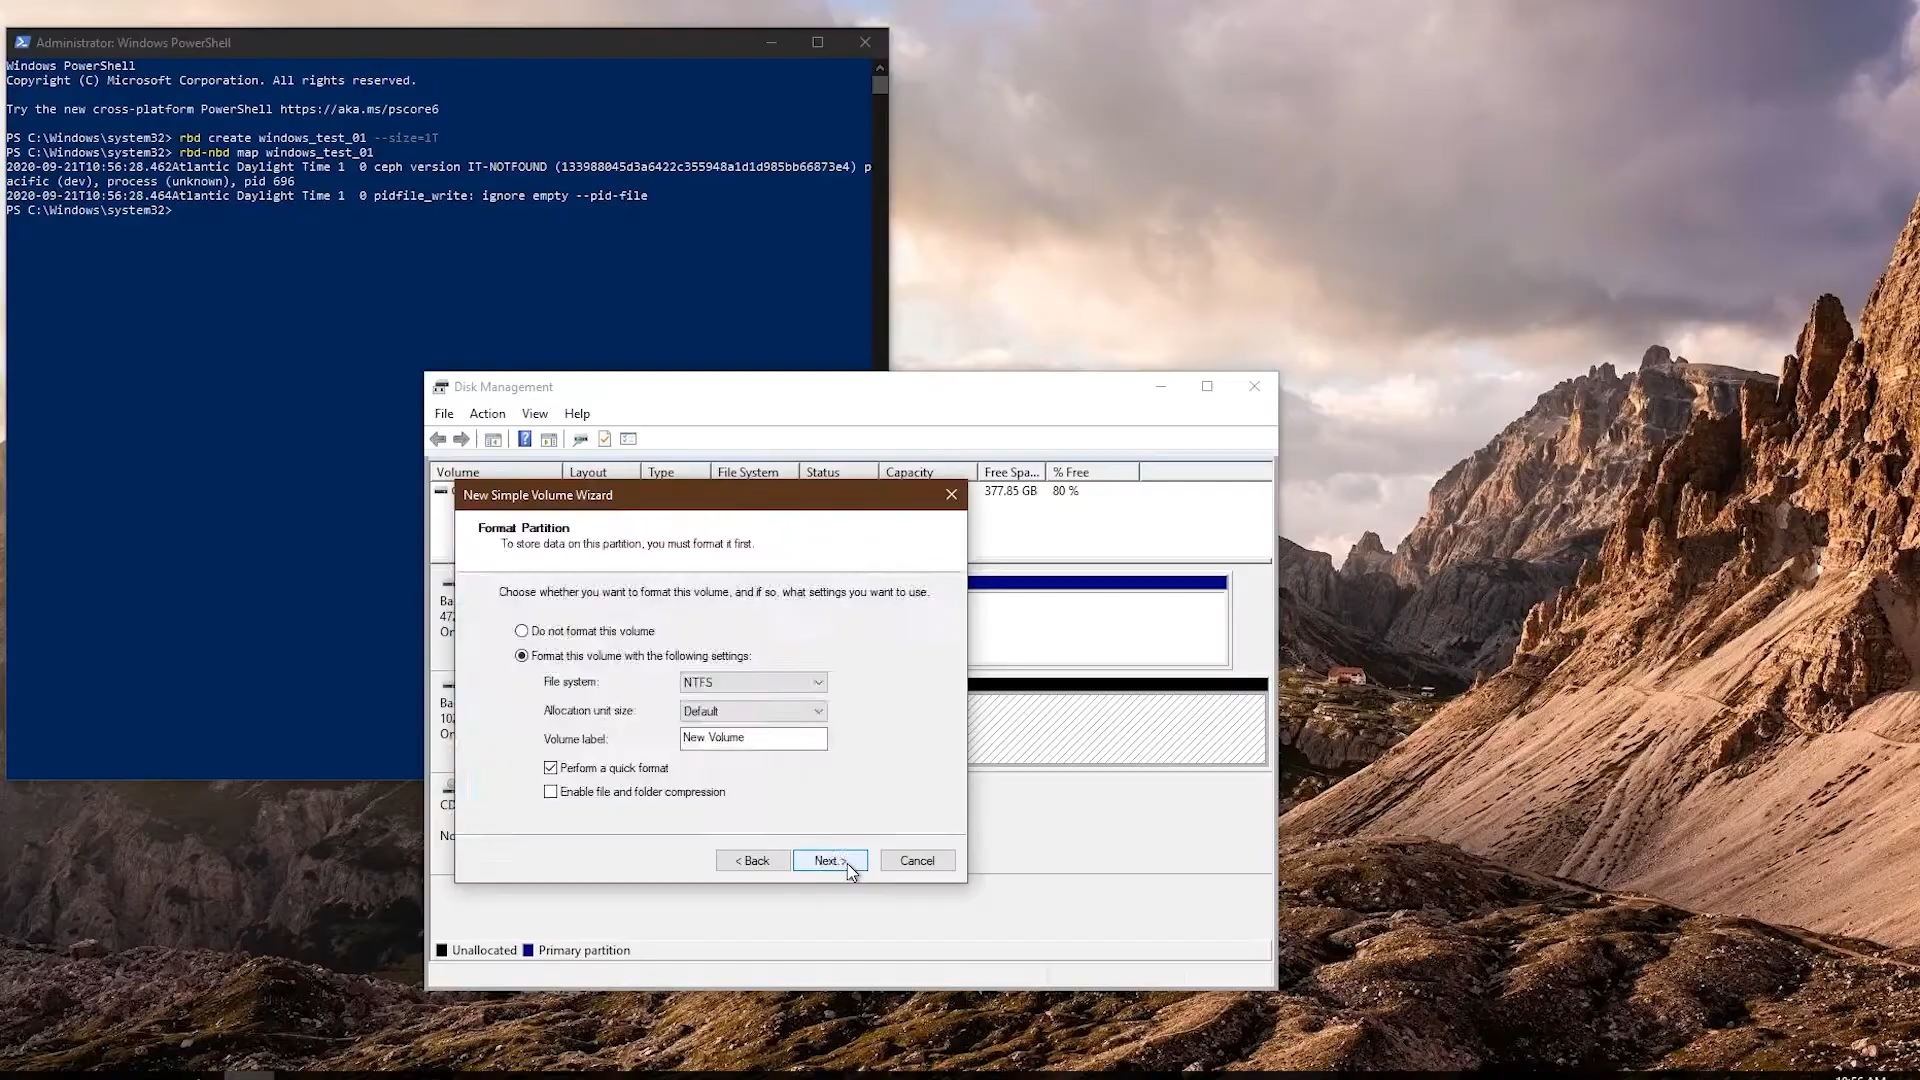 Administrator: Windows PowerShell
Windows PowerShell
Copyright (C) Microsoft Corporation. All rights reserved.
Try the new cross-platform PowerShell https://aka.ms/pscore6
PS C:\Windows\system32> rbd create windows_test_01 --size=1T
PS C:\Windows\system32> rbd-nbd map windows_test_01
2020-09-21T10:56:28.462Atlantic Daylight Time 1  0 ceph version IT-NOTFOUND (133988045d3a6422c355948a1d1d985bb66873e4) p
acific (dev), process (unknown), pid 696
2020-09-21T10:56:28.464Atlantic Daylight Time 1  0 pidfile_write: ignore empty --pid-file
PS C:\Windows\system32>
Disk Management
File Action View Help
Volume Layout Type File System Status Capacity Free Spa... % Free
377.85 GB 80 %
New Simple Volume Wizard
Format Partition
To store data on this partition, you must format it first.
Choose whether you want to format this volume, and if so, what settings you want to use.
Do not format this volume
Format this volume with the following settings:
File system: NTFS
Allocation unit size: Default
Volume label: New Volume
Perform a quick format
Enable file and folder compression
< Back Next > Cancel
Ba
47
On
Ba
10
On
CD
No
Unallocated Primary partition